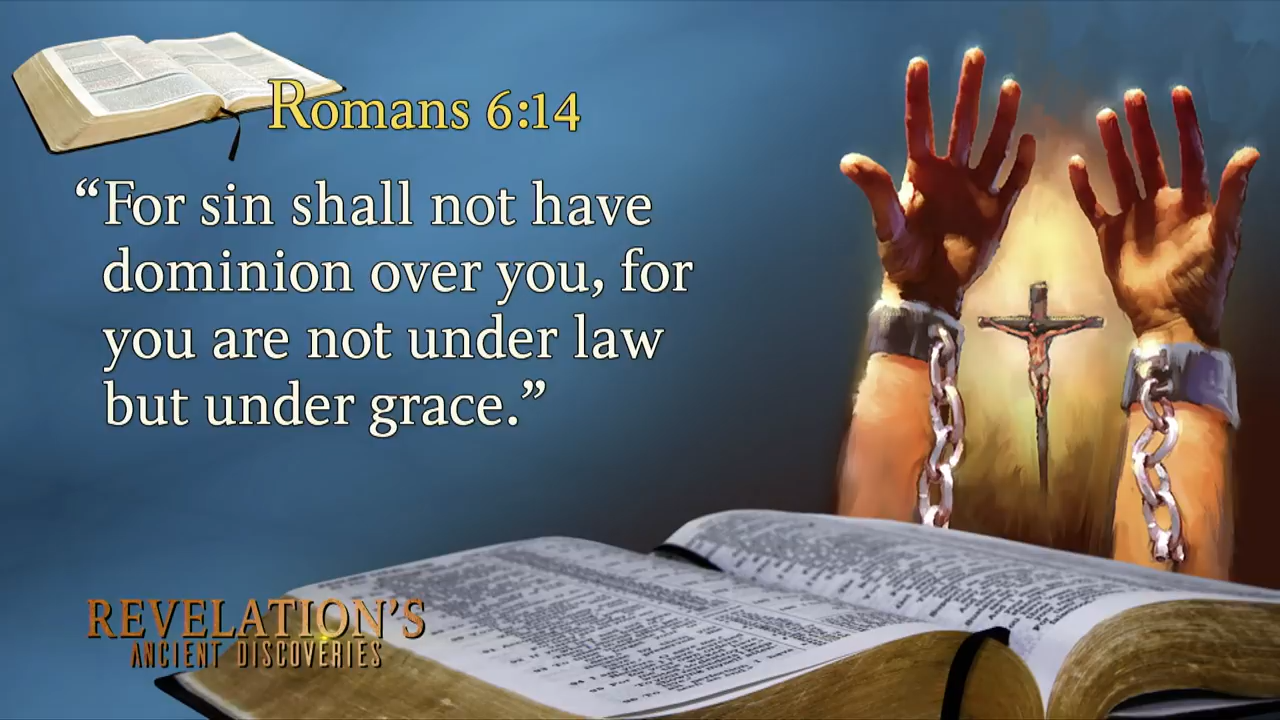 Romans 6:14
“For sin shall not have
dominion over you, for
you are not under law
but under grace.”
REVELATION'S
ANCIENT DISCOVERIES